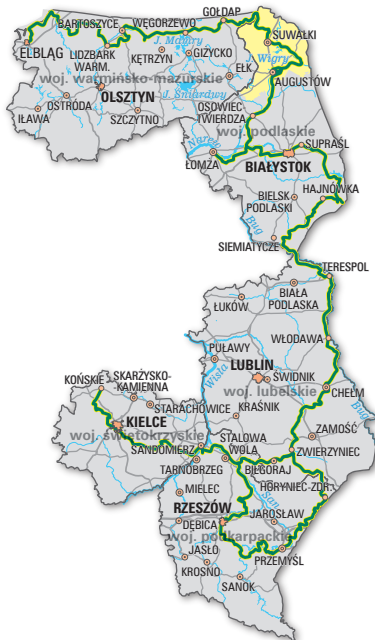 GOŁDAP
WĘGORZEWO
BARTOSZYCE
SUWAŁKI
ELBLĄG
LIDZBARK
WARM.
J. Mamry
GIŻYCKO
J. Wigry
KĘTRZYN
EŁK
AUGUSTÓW
woj. warmińsko-mazurskie
J. Śniardwy
OLSZTYN
OSTRÓDA
SZCZYTNO
OSOWIEC
TWIERDZA
IŁAWA
woj. podlaskie
Narew
SUPRAŚL
ŁOMŻA
BIAŁYSTOK
HAJNÓWKA
BIELSK
PODLASKI
Bug
SIEMIATYCZE
TERESPOL
BIAŁA
PODLASKA
ŁUKÓW
WŁODAWA
PUŁAWY
LUBLIN
Wisła
ŚWIDNIK
KOŃSKIE
SKARŻYSKO-
KAMIENNA
woj. lubelskie
CHEŁM
Bug
STARACHOWICE
KRAŚNIK
KIELCE
ZAMOŚĆ
woj. świętokrzyskie
STALOWA
WOLA
SANDOMIERZ
ZWIERZYNIEC
TARNOBRZEG
BIŁGORAJ
HORYNIEC-ZDR.
MIELEC
San
RZESZÓW
JAROSŁAW
DĘBICA
woj. podkarpackie
JASŁO
PRZEMYŚL
KROSNO
SANOK